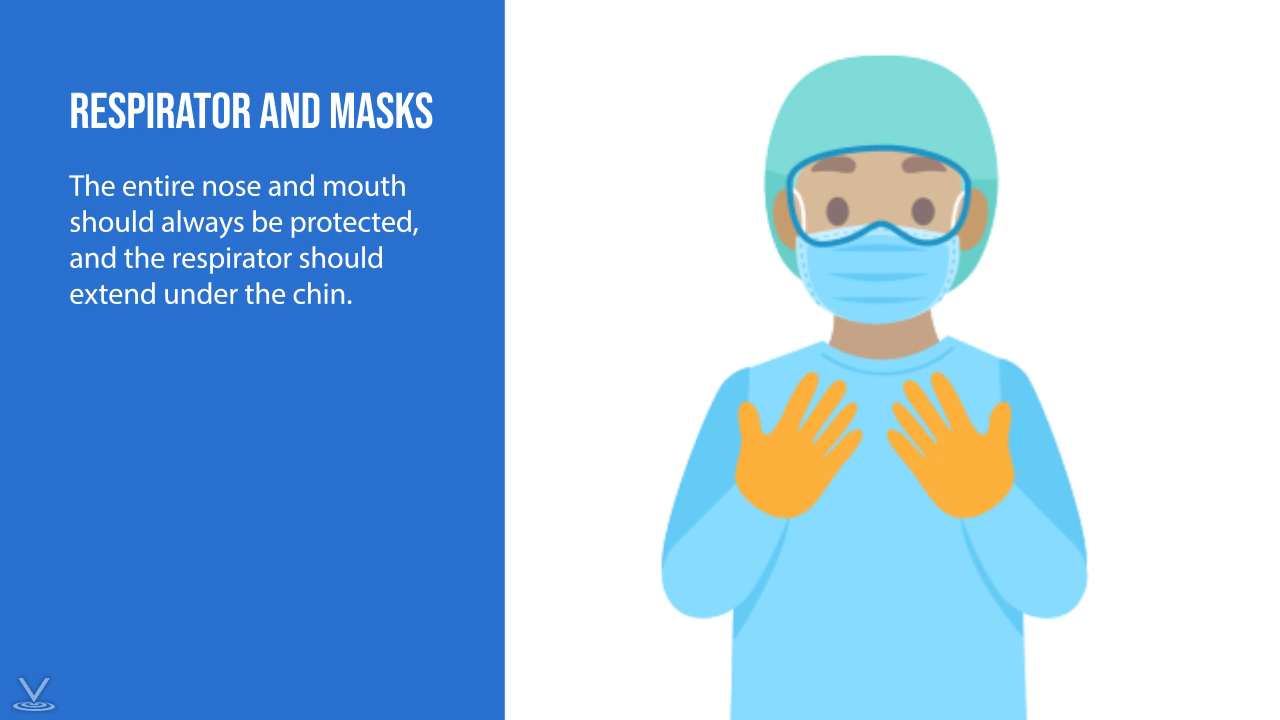 RESPIRATOR AND MASKS
The entire nose and mouth
should always be protected,
and the respirator should
extend under the chin.